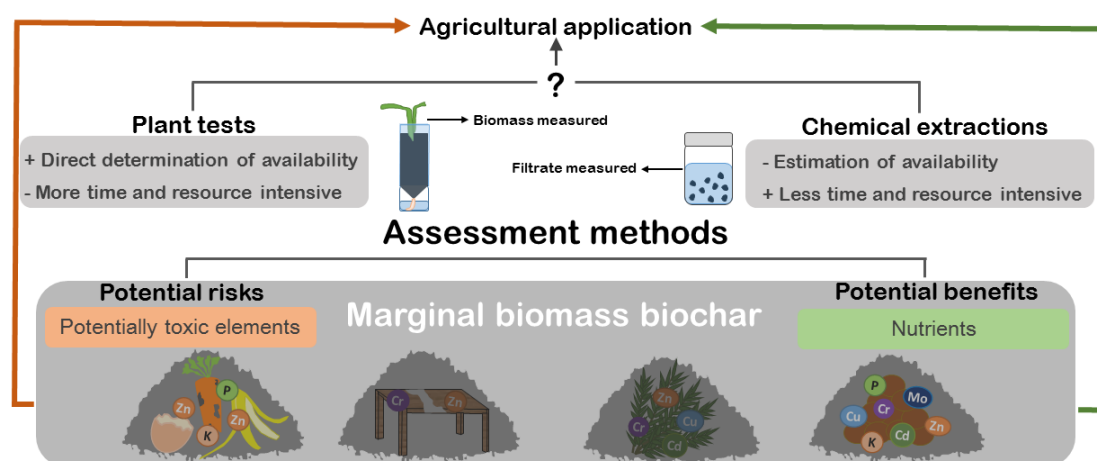 Agricultural application
?
Plant tests
+ Direct determination of availability
- More time and resource intensive
Biomass measured
Filtrate measured
Chemical extractions
- Estimation of availability
+ Less time and resource intensive
Assessment methods
Potential risks
Potentially toxic elements
Marginal biomass biochar
Potential benefits
Nutrients
P
Zn
Zn
K
Cr
Zn
Zn
Cr
Cu
Cd
P
Mo
Cu
Cr
Zn
K
Cd